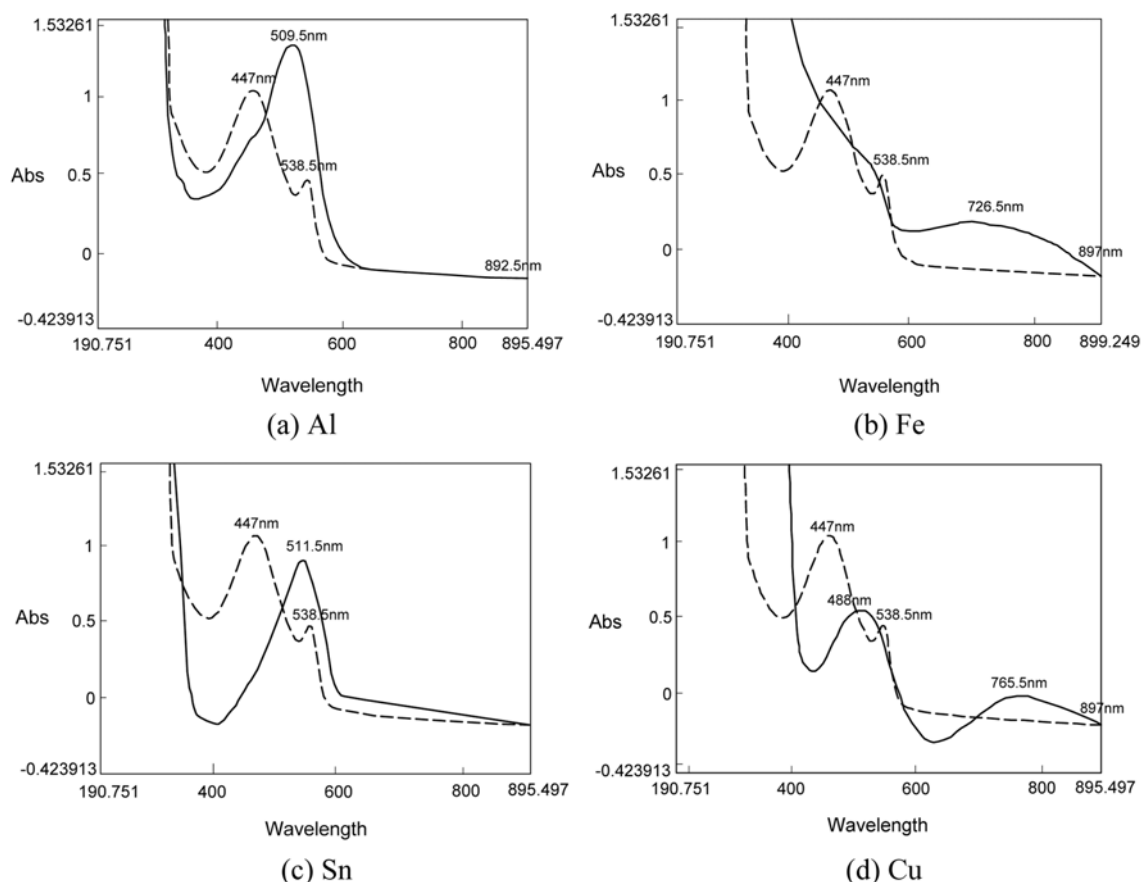 1.53261
1
Abs
0.5
0
-0.423913
447nm
509.5nm
538.5nm
892.5nm
190.751
400
600
800
895.497
Wavelength
(a) Al
1.53261
1
Abs
0.5
0
-0.423913
447nm
538.5nm
726.5nm
897nm
400
600
800
190.751
899.249
Wavelength
(b) Fe
1.53261
1
Abs
0.5
0
-0.423913
447nm
511.5nm
538.5nm
190.751
400
600
800
895.497
Wavelength
(c) Sn
1.53261
1
Abs
0.5
0
-0.423913
447nm
488nm
538.5nm
765.5nm
897nm
190.751
400
600
800
895.497
Wavelength
(d) Cu